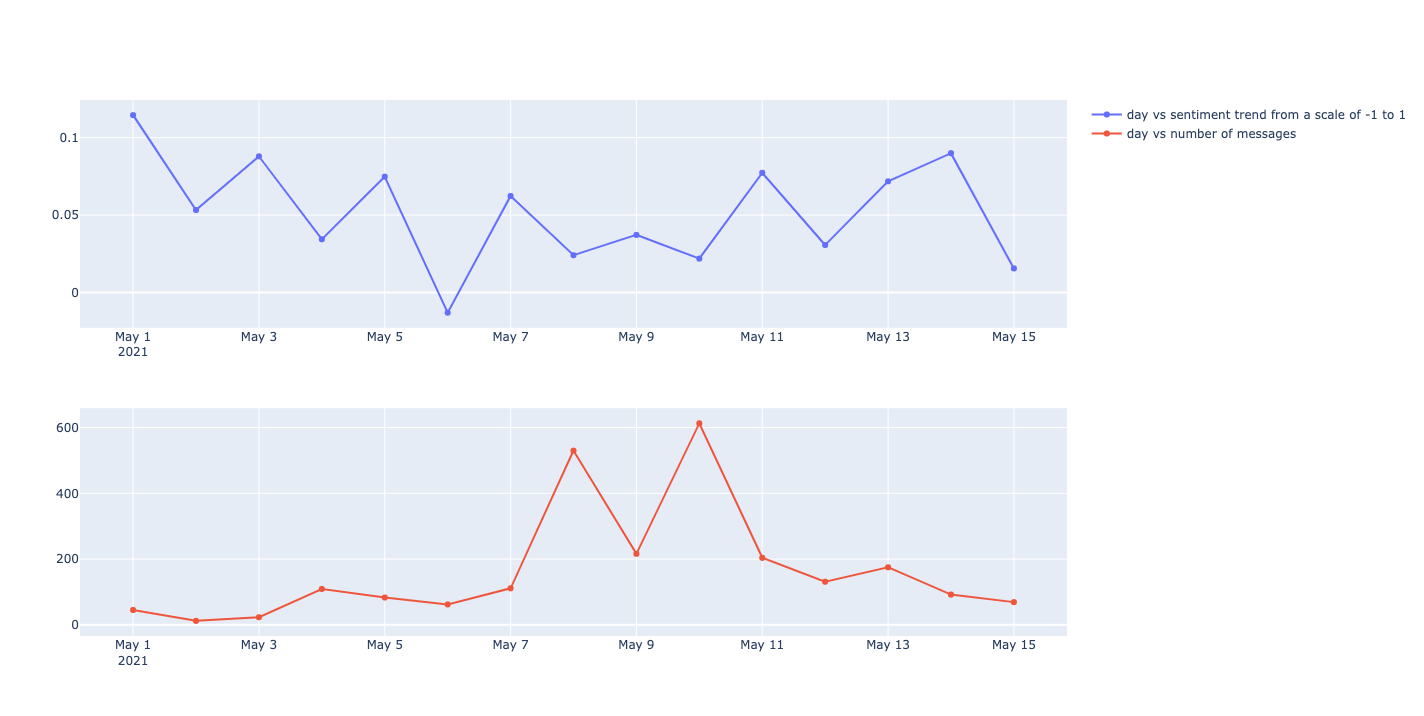 day vs sentiment trend from a scale of -1 to 1
day vs number of messages
0.1
0.05
0
May 1 May 3 May 5 May 7 May 9 May 11 May 13 May 15
2021
600
400
200
0
May 1 May 3 May 5 May 7 May 9 May 11 May 13 May 15
2021